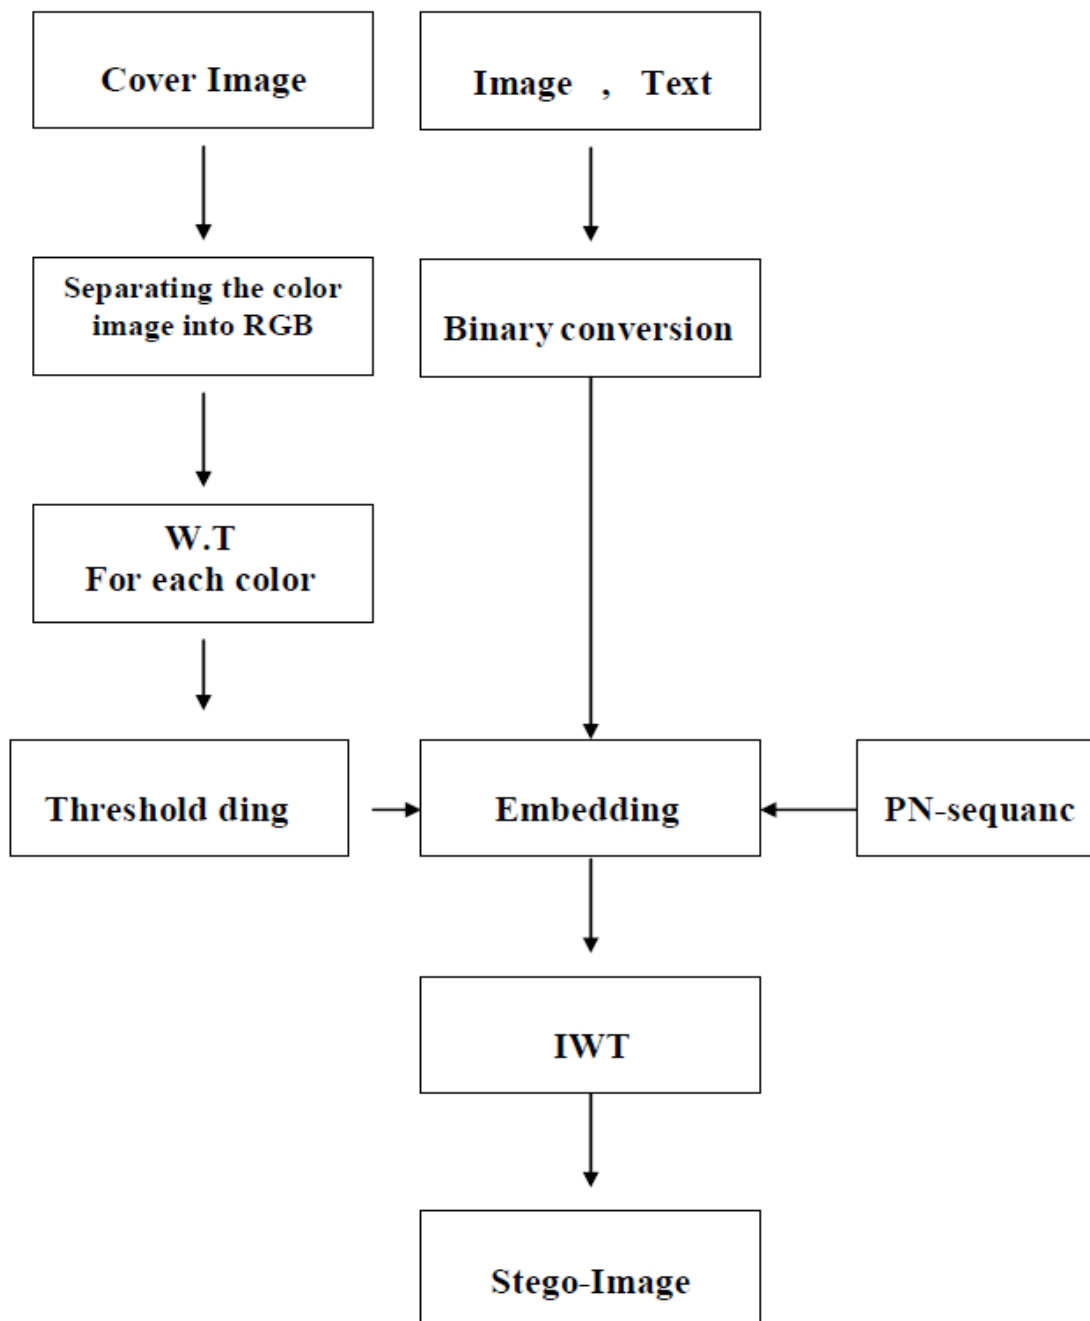 Cover Image
Image , Text
Separating the color
image into RGB
Binary conversion
W.T
For each color
Threshold ding
Embedding
PN-sequanc
IWT
Stego-Image